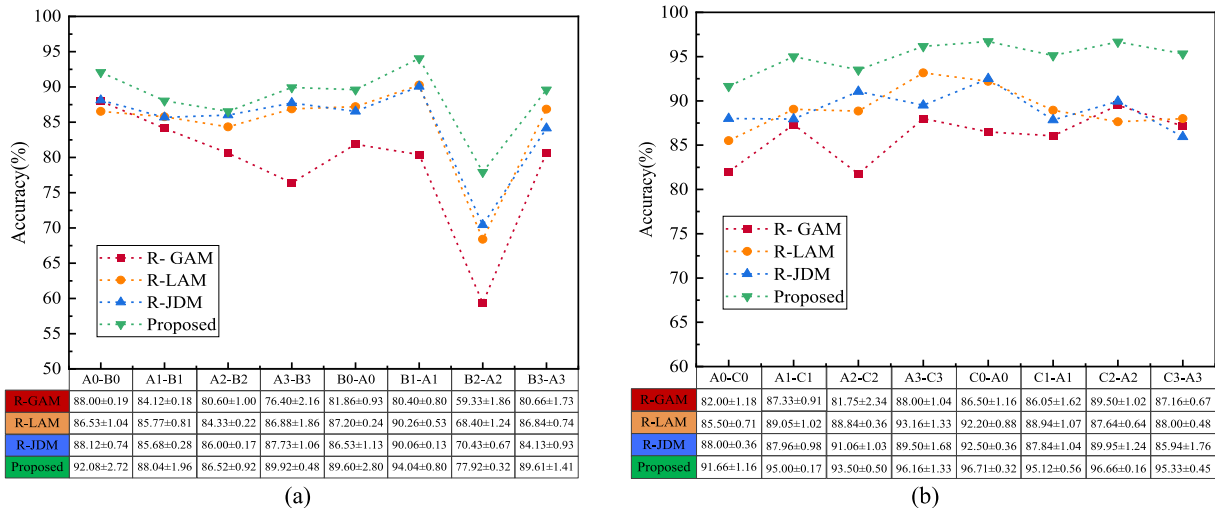 100
95
90
85
80
75
70
65
60
55
50
Accuracy(%)
R- GAM
R-LAM
R-JDM
Proposed
A0-B0 A1-B1 A2-B2 A3-B3 B0-A0 B1-A1 B2-A2 B3-A3
R-GAM 88.00±0.19 84.12±0.18 80.60±1.00 76.40±2.16 81.86±0.93 80.40±0.80 59.33±1.86 80.66±1.73
R-LAM 86.53±1.04 85.77±0.81 84.33±0.22 86.88±1.86 87.20±0.24 90.26±0.53 68.40±1.24 86.84±0.74
R-JDM 88.12±0.74 85.68±0.28 86.00±0.17 87.73±1.06 86.53±1.13 90.06±0.13 70.43±0.67 84.13±0.93
Proposed 92.08±2.72 88.04±1.96 86.52±0.92 89.92±0.48 89.60±2.80 94.04±0.80 77.92±0.32 89.61±1.41
(a)
100
95
90
85
80
75
70
65
60
Accuracy(%)
R- GAM
R-LAM
R-JDM
Proposed
A0-C0 A1-C1 A2-C2 A3-C3 C0-A0 C1-A1 C2-A2 C3-A3
R-GAM 82.00±1.18 87.33±0.91 81.75±2.34 88.00±1.04 86.50±1.16 86.05±1.62 89.50±1.02 87.16±0.67
R-LAM 85.50±0.71 89.05±1.02 88.84±0.36 93.16±1.33 92.20±0.88 88.94±1.07 87.64±0.64 88.00±0.48
R-JDM 88.00±0.36 87.96±0.98 91.06±1.03 89.50±1.68 92.50±0.36 87.84±1.04 89.95±1.24 85.94±1.76
Proposed 91.66±1.16 95.00±0.17 93.50±0.50 96.16±1.33 96.71±0.32 95.12±0.56 96.66±0.16 95.33±0.45
(b)